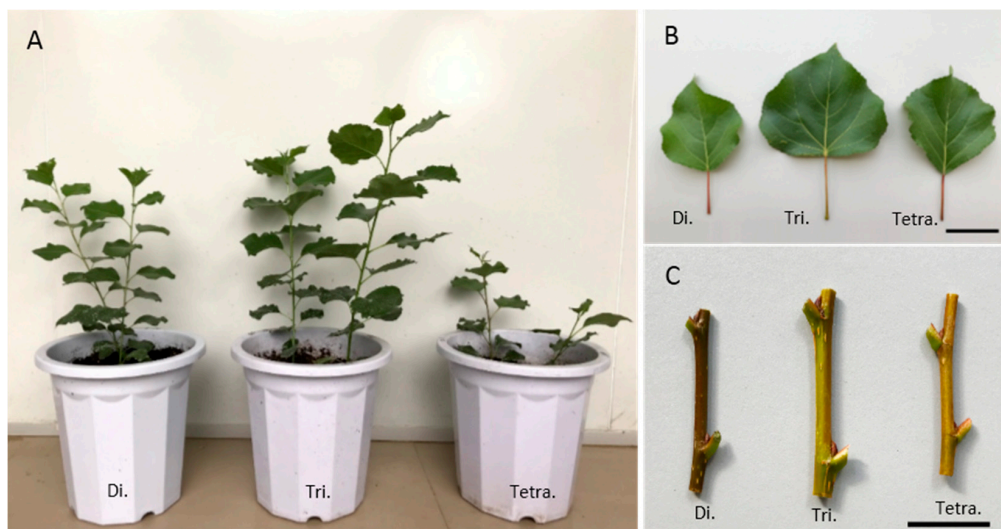 A
Di.
Tri.
Tetra.
B
Di.
Tri.
Tetra.
C
Di.
Tri.
Tetra.